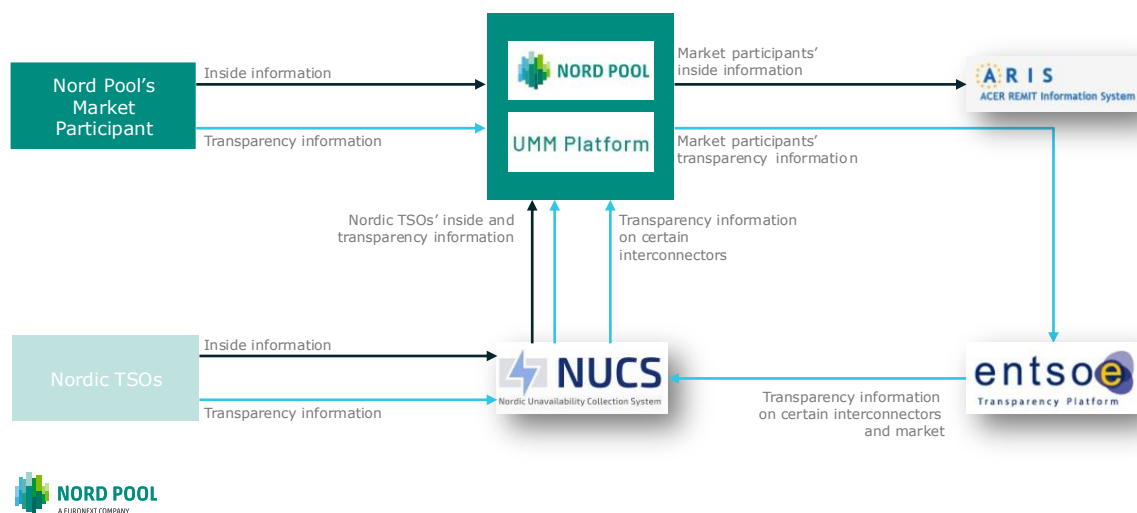 Nord Pool's
Market
Participant
Inside information
Transparency information
NORD POOL
UMM Platform
Market participants'
inside information
Market participants'
transparency information
ARIS
ACER REMIT Information System
Nordic TSOs' inside and
transparency information
Transparency information
on certain
interconnectors
Nordic TSOs
Inside information
Transparency information
NUCS
Nordic Unavailability Collection System
entsoe
Transparency Platform
Transparency information
on certain interconnectors
and market
NORD POOL
A EURONEXT COMPANY